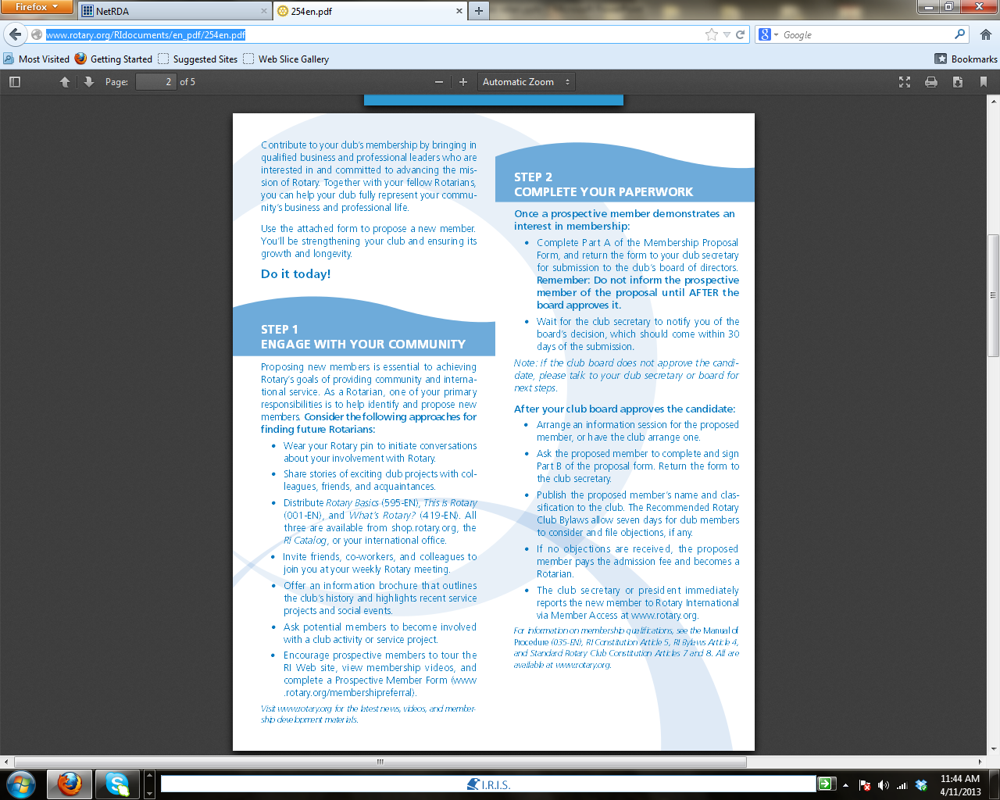 Firefox
NetRDA
254en.pdf
www.rotary.org/RIdocuments/en_pdf/254en.pdf
Google
Most Visited
Getting Started
Suggested Sites
Web Slice Gallery
Bookmarks
Page:
2
of 5
Automatic Zoom
Contribute to your club's membership by bringing in
qualified business and professional leaders who are
interested in and committed to advancing the mis-
sion of Rotary. Together with your fellow Rotarians,
you can help your club fully represent your commu-
nity's business and professional life.
Use the attached form to propose a new member.
You'll be strengthening your club and ensuring its
growth and longevity.
Do it today!
STEP 1
ENGAGE WITH YOUR COMMUNITY
Proposing new members is essential to achieving
Rotary's goals of providing community and interna-
tional service. As a Rotarian, one of your primary
responsibilities is to help identify and propose new
members. Consider the following approaches for
finding future Rotarians:
• Wear your Rotary pin to initiate conversations
about your involvement with Rotary.
• Share stories of exciting club projects with col-
leagues, friends, and acquaintances.
• Distribute Rotary Basics (595-EN), This Is Rotary
(001-EN), and What's Rotary? (419-EN). All
three are available from shop.rotary.org, the
RI Catalog, or your international office.
• Invite friends, co-workers, and colleagues to
join you at your weekly Rotary meeting.
• Offer an information brochure that outlines
the club's history and highlights recent service
projects and social events.
• Ask potential members to become involved
with a club activity or service project.
• Encourage prospective members to tour the
RI Web site, view membership videos, and
complete a Prospective Member Form (www
.rotary.org/membershipreferral).
Visit www.rotary.org for the latest news, videos, and member-
ship development materials.
STEP 2
COMPLETE YOUR PAPERWORK
Once a prospective member demonstrates an
interest in membership:
• Complete Part A of the Membership Proposal
Form, and return the form to your club secretary
for submission to the club's board of directors.
Remember: Do not inform the prospective
member of the proposal until AFTER the
board approves it.
• Wait for the club secretary to notify you of the
board's decision, which should come within 30
days of the submission.
Note: If the club board does not approve the candi-
date, please talk to your club secretary or board for
next steps.
After your club board approves the candidate:
• Arrange an information session for the proposed
member, or have the club arrange one.
• Ask the proposed member to complete and sign
Part B of the proposal form. Return the form to
the club secretary.
• Publish the proposed member's name and clas-
sification to the club. The Recommended Rotary
Club Bylaws allow seven days for club members
to consider and file objections, if any.
• If no objections are received, the proposed
member pays the admission fee and becomes a
Rotarian.
• The club secretary or president immediately
reports the new member to Rotary International
via Member Access at www.rotary.org.
For information on membership qualifications, see the Manual of
Procedure (035-EN), RI Constitution Article 5, RI Bylaws Article 4,
and Standard Rotary Club Constitution Articles 7 and 8. All are
available at www.rotary.org.
I.R.I.S.
11:44 AM
4/11/2013